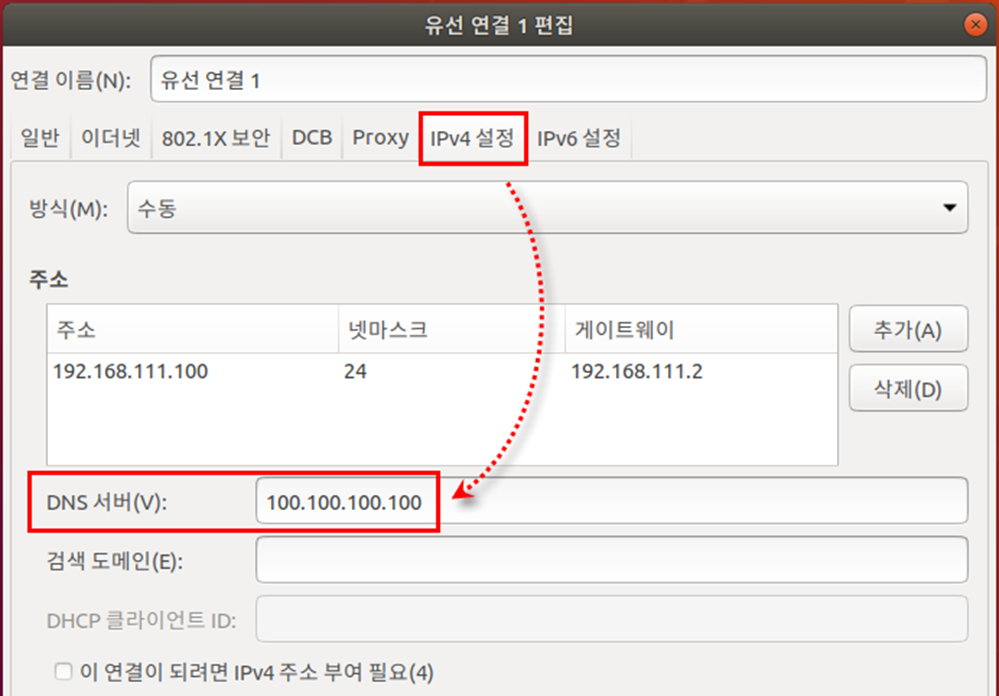 유선 연결 1 편집
연결 이름(N): 유선 연결 1
일반 이더넷 802.1X 보안 DCB Proxy IPv4 설정 IPv6 설정
방식(M): 수동
주소
주소 넷마스크 게이트웨이 추가(A)
192.168.111.100 24 192.168.111.2
삭제(D)
DNS 서버(V): 100.100.100.100
검색 도메인(E):
DHCP 클라이언트 ID:
이 연결이 되려면 IPv4 주소 부여 필요(4)